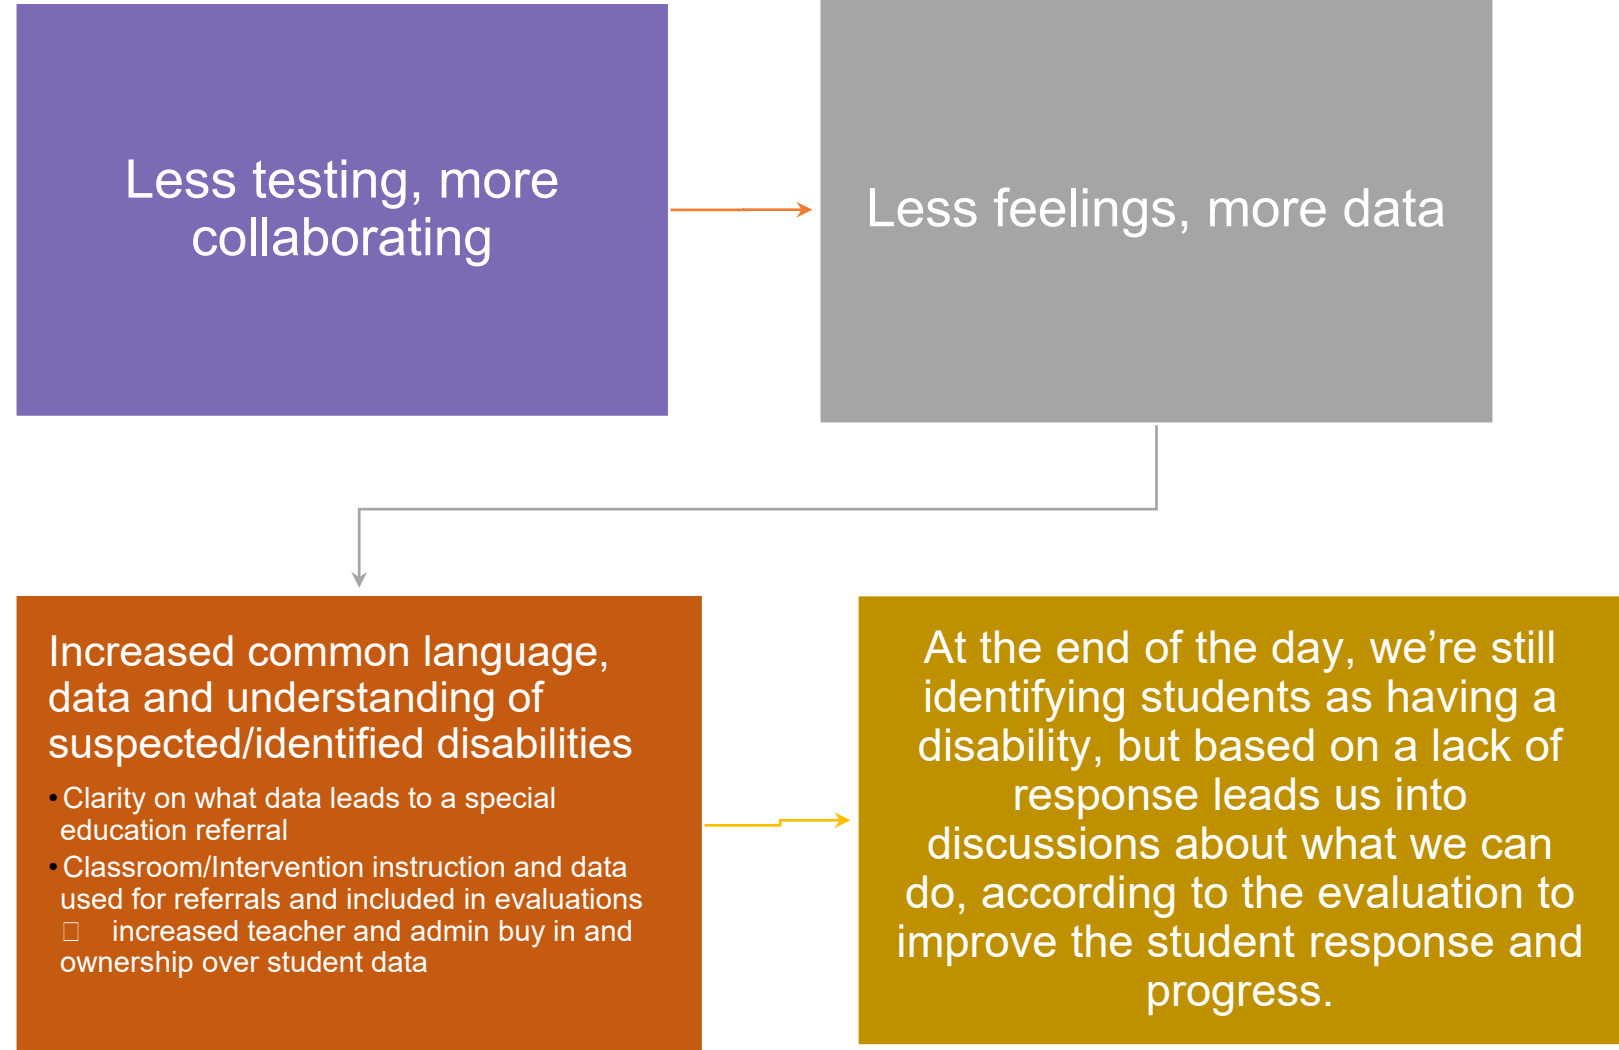 Less testing, more
collaborating
Less feelings, more data
Increased common language,
data and understanding of
suspected/identified disabilities
•Clarity on what data leads to a special
education referral
•Classroom/Intervention instruction and data
used for referrals and included in evaluations
□ increased teacher and admin buy in and
ownership over student data
At the end of the day, we’re still
identifying students as having a
disability, but based on a lack of
response leads us into
discussions about what we can
do, according to the evaluation to
improve the student response and
progress.